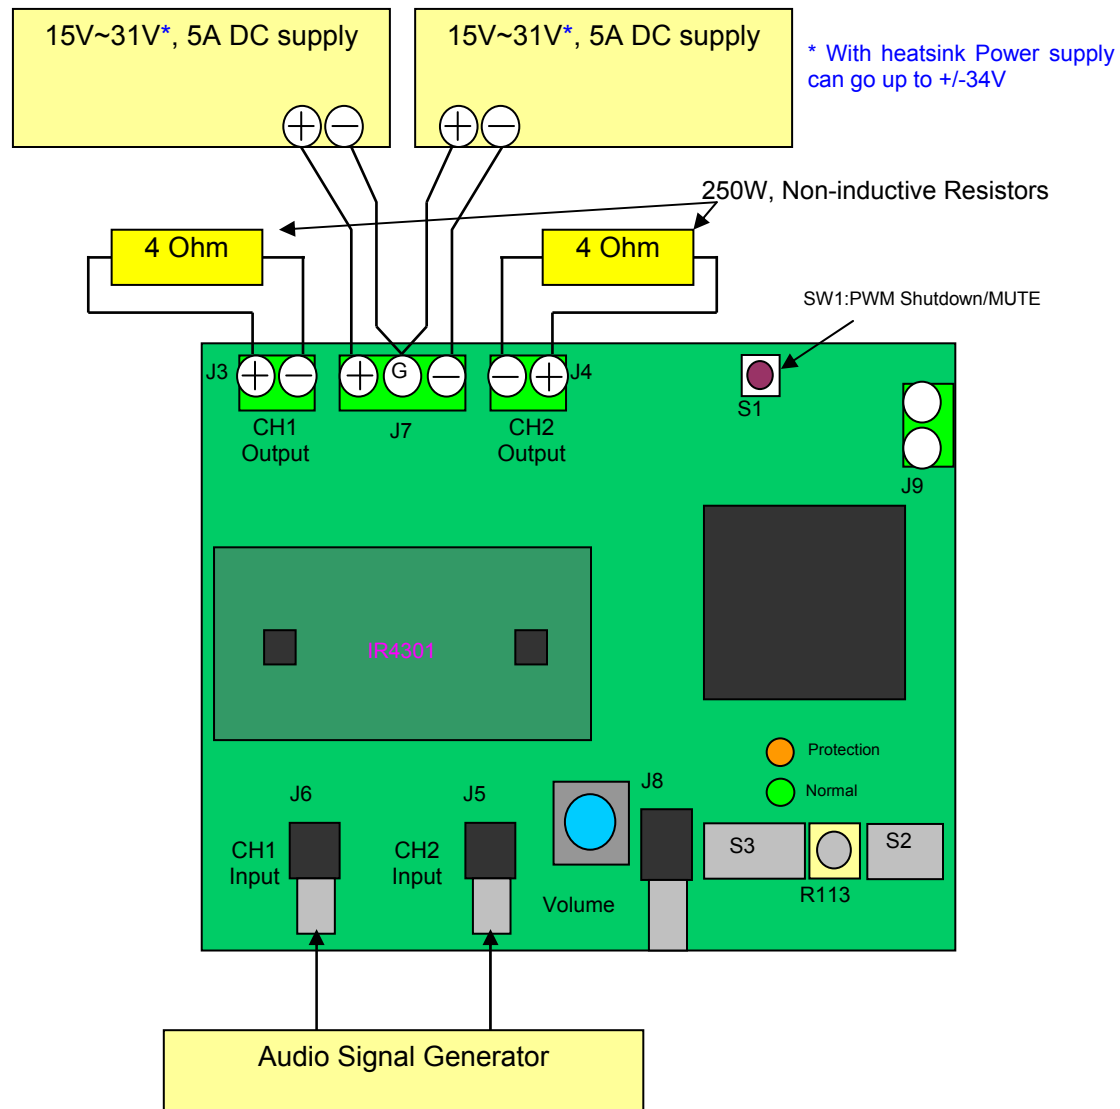 15V~31V*, 5A DC supply
15V~31V*, 5A DC supply
* With heatsink Power supply
can go up to +/-34V
250W, Non-inductive Resistors
4 Ohm
4 Ohm
SW1:PWM Shutdown/MUTE
J3
G
J4
S1
CH1
Output
J7
CH2
Output
J9
IR4301
Protection
Normal
J6
J5
J8
CH1
Input
CH2
Input
S3
S2
R113
Volume
Audio Signal Generator